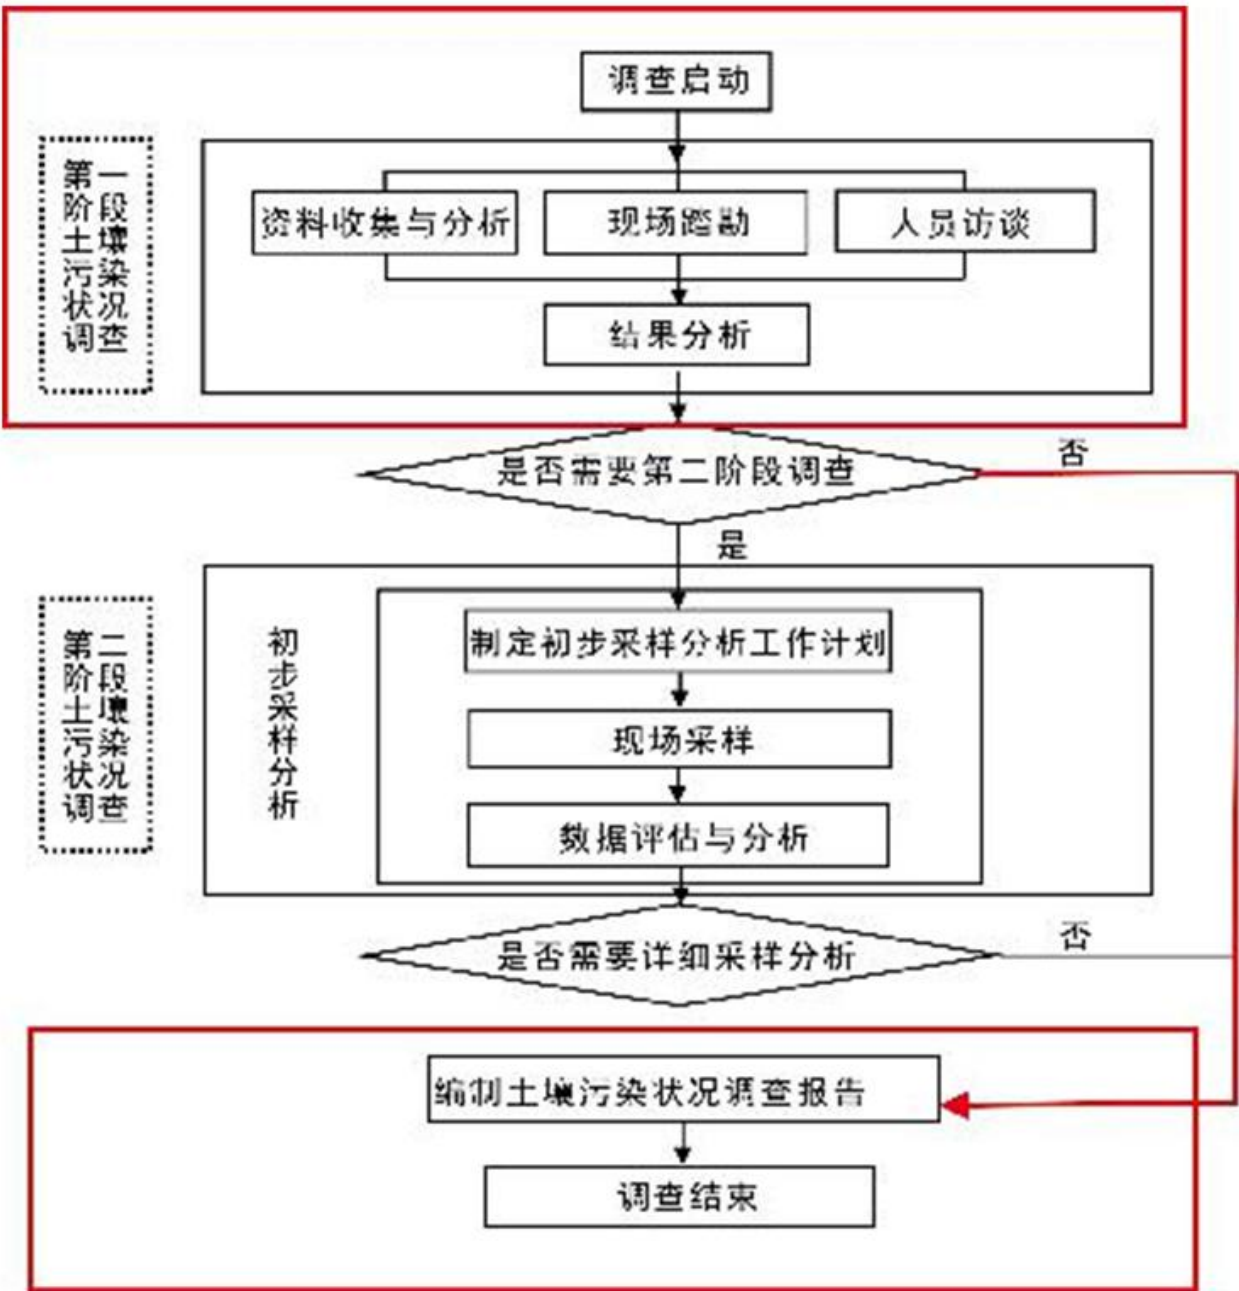 调查启动
第一
阶段
土壤
污染
状况
调查
资料收集与分析
现场踏勘
人员访谈
结果分析
是否需要第二阶段调查
否
是
第二
阶段
土壤
污染
状况
调查
初
步
采
样
分
析
制定初步采样分析工作计划
现场采样
数据评估与分析
是否需要详细采样分析
否
编制土壤污染状况调查报告
调查结束